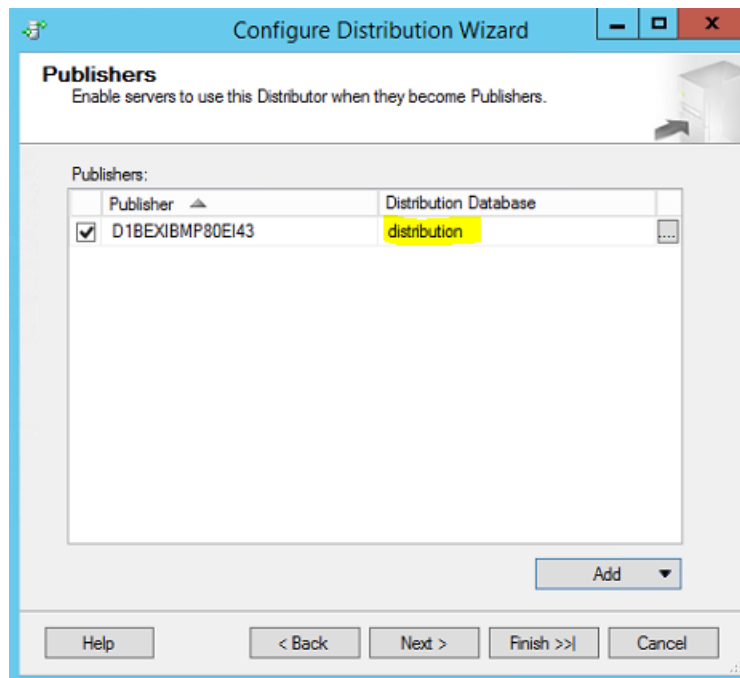 Configure Distribution Wizard
Publishers
Enable servers to use this Distributor when they become Publishers.
Publishers:
Publisher Distribution Database
D1BEXIBMP80EI43 distribution ....
Add
Help < Back Next > Finish >>| Cancel